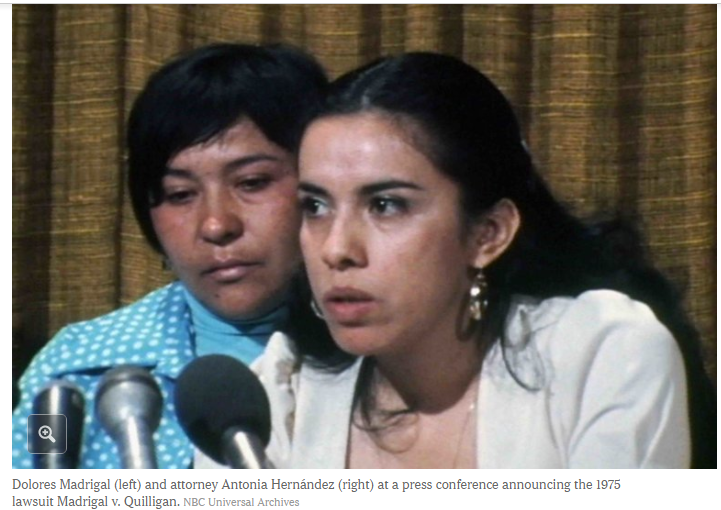 Dolores Madrigal (left) and attorney Antonia Hernández (right) at a press conference announcing the 1975
lawsuit Madrigal v. Quilligan. NBC Universal Archives